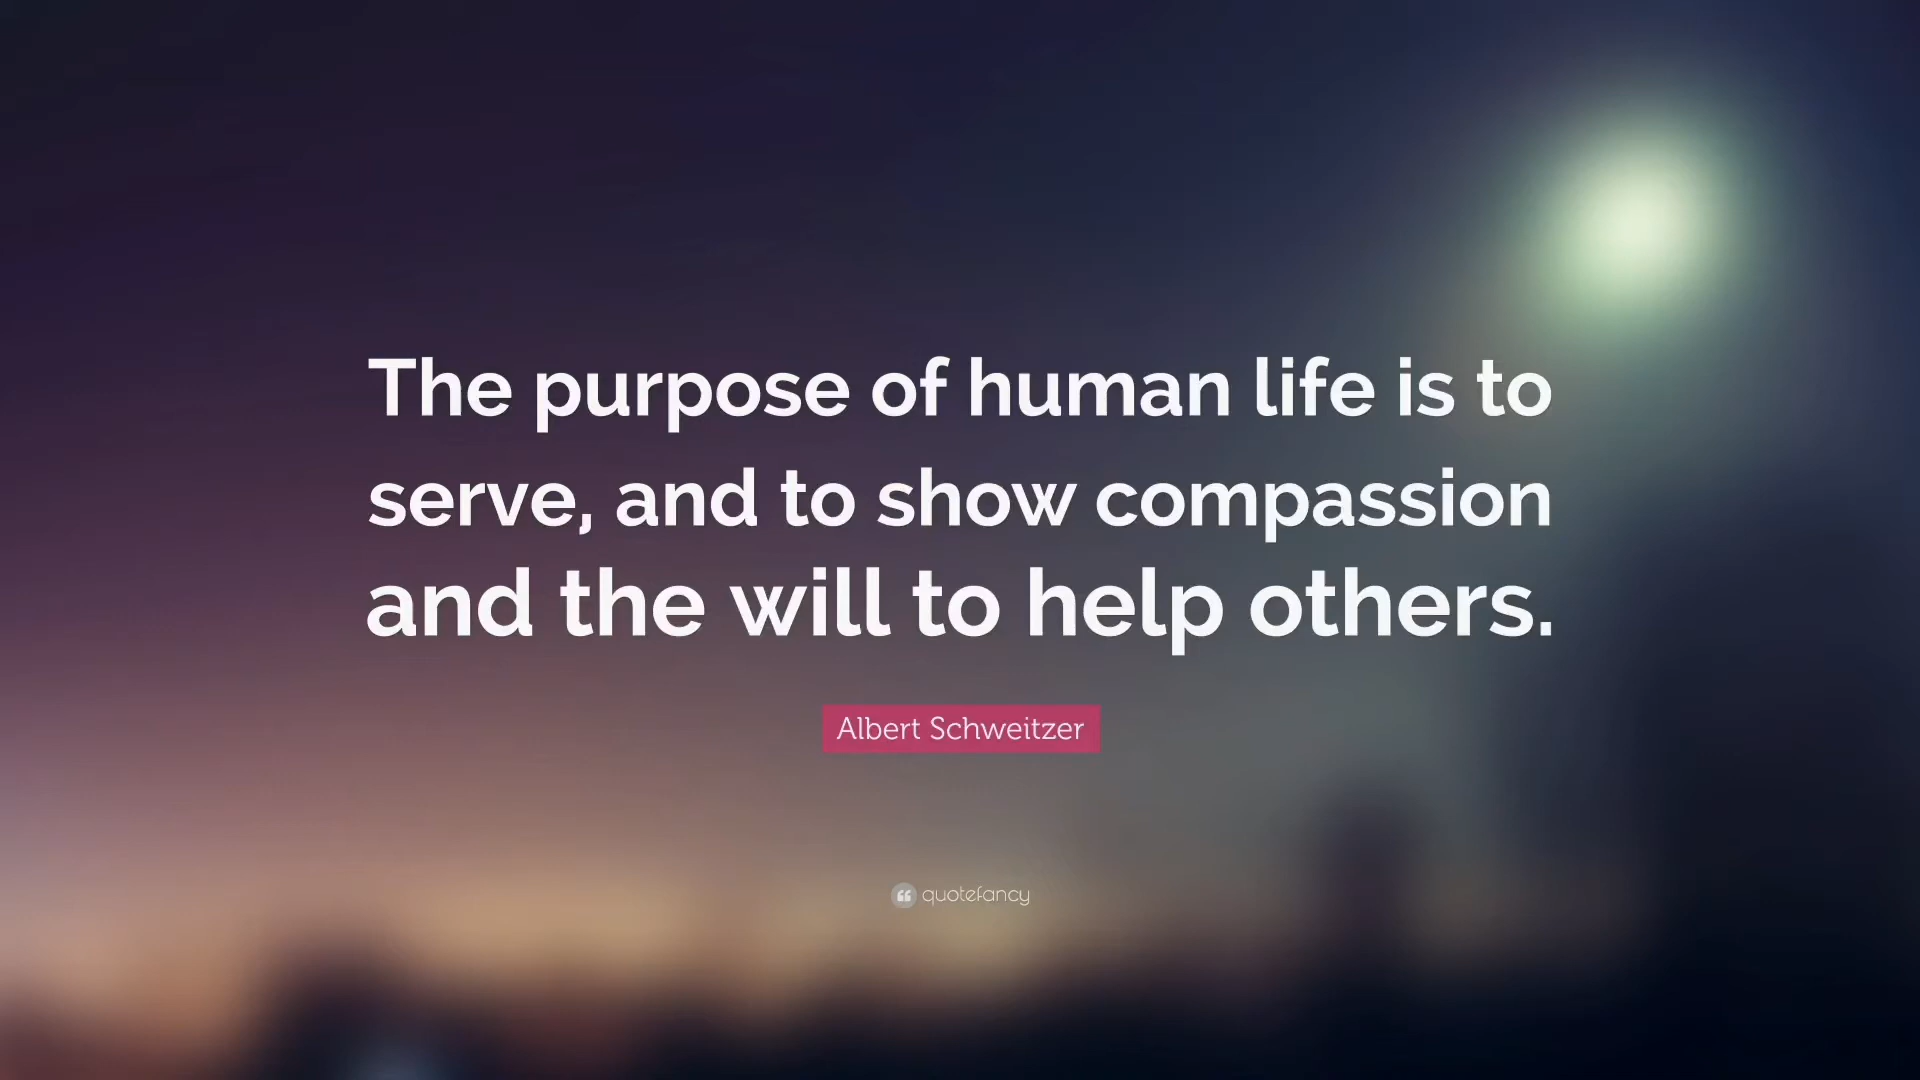 The purpose of human life is to
serve, and to show compassion
and the will to help others.
Albert Schweitzer
quotefancy